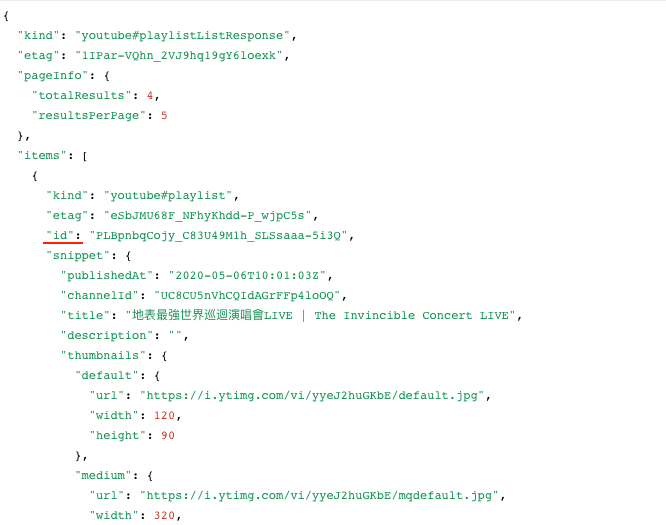 {
"kind": "youtube#playlistListResponse",
"etag": "1IPar-VQhn_2VJ9hq19gY6loexk",
"pageInfo": {
"totalResults": 4,
"resultsPerPage": 5
},
"items": [
{
"kind": "youtube#playlist",
"etag": "eSbJMU68F_NFhyKhdd-P_wjpC5s",
"id": "PLBpnbqCojy_C83U49M1h_SLSsaaa-5i3Q",
"snippet": {
"publishedAt": "2020-05-06T10:01:03Z",
"channelId": "UC8CU5nVhCQIdAGrFFp4loOQ",
"title": "地表最強世界巡迴演唱會LIVE | The Invincible Concert LIVE",
"description": "",
"thumbnails": {
"default": {
"url": "https://i.ytimg.com/vi/yyeJ2huGKbE/default.jpg",
"width": 120,
"height": 90
},
"medium": {
"url": "https://i.ytimg.com/vi/yyeJ2huGKbE/mqdefault.jpg",
"width": 320,